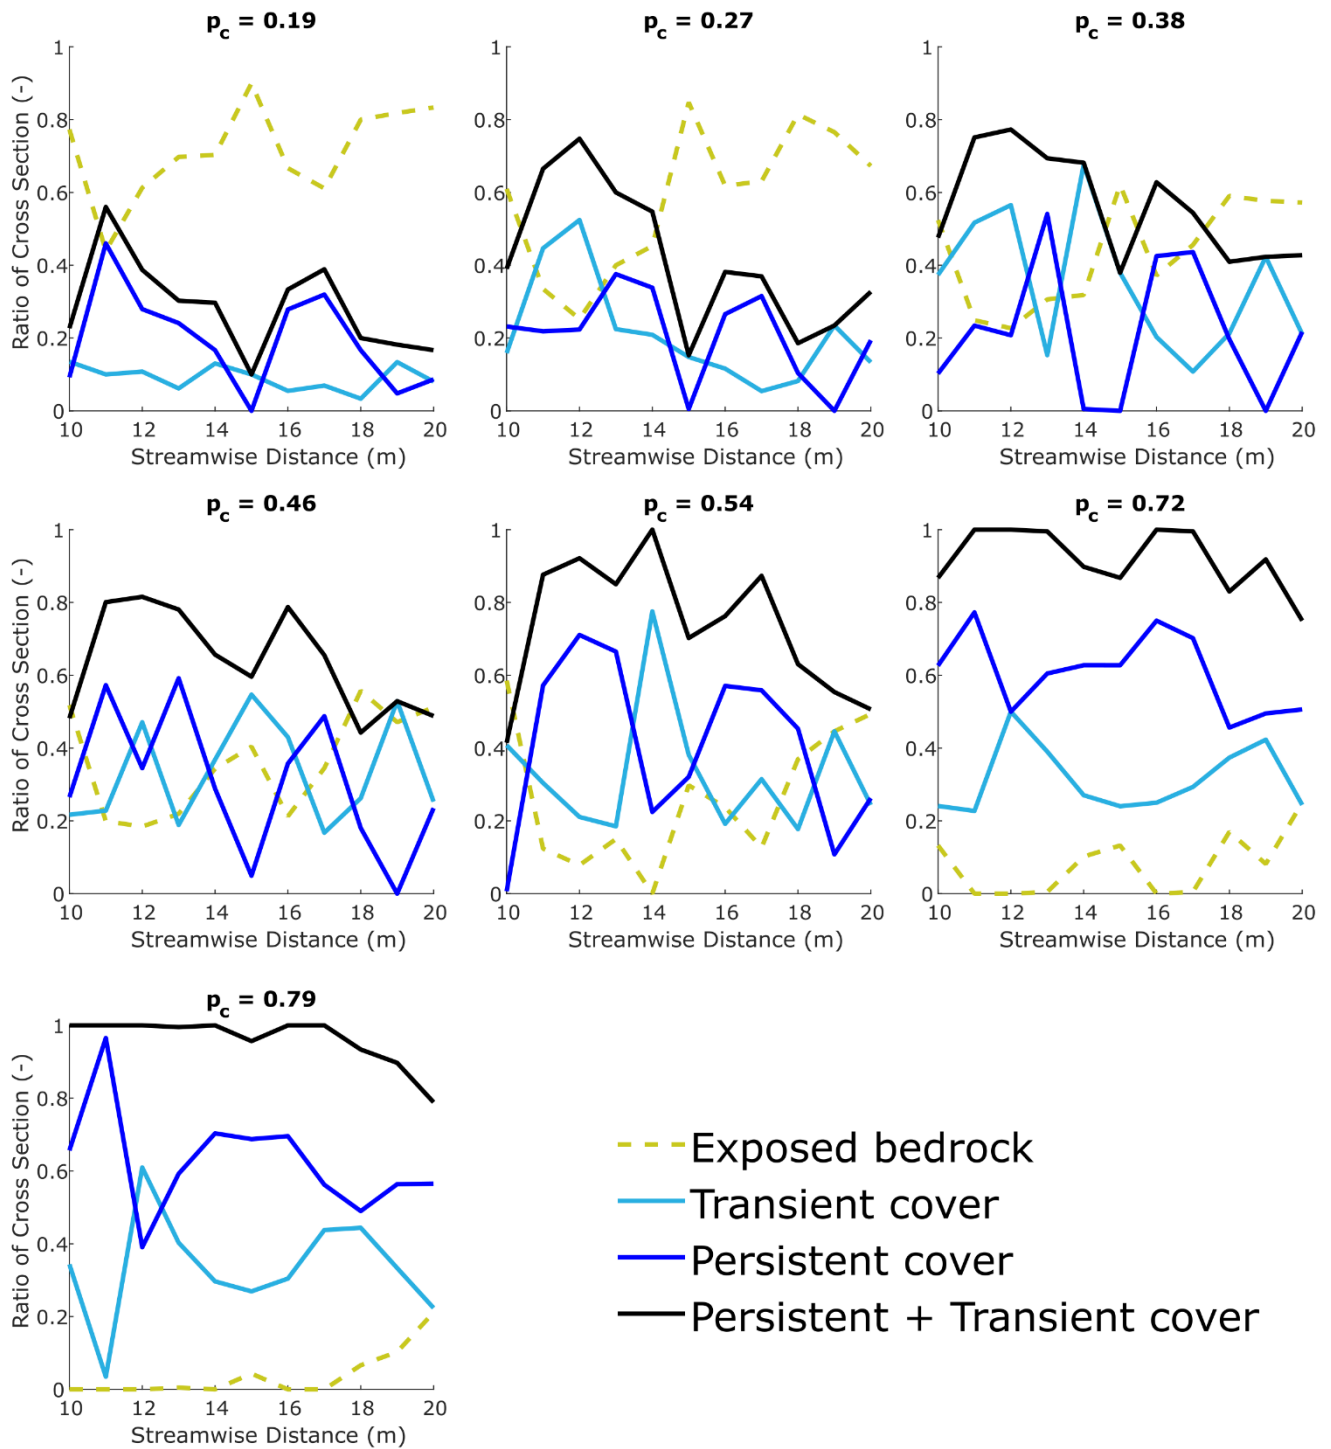 p_c = 0.19
p_c = 0.27
p_c = 0.38
Ratio of Cross Section (-)
1
0.8
0.6
0.4
0.2
0
10 12 14 16 18 20
Streamwise Distance (m)
1
0.8
0.6
0.4
0.2
0
10 12 14 16 18 20
Streamwise Distance (m)
1
0.8
0.6
0.4
0.2
0
10 12 14 16 18 20
Streamwise Distance (m)
p_c = 0.46
p_c = 0.54
p_c = 0.72
Ratio of Cross Section (-)
1
0.8
0.6
0.4
0.2
0
10 12 14 16 18 20
Streamwise Distance (m)
1
0.8
0.6
0.4
0.2
0
10 12 14 16 18 20
Streamwise Distance (m)
1
0.8
0.6
0.4
0.2
0
10 12 14 16 18 20
Streamwise Distance (m)
p_c = 0.79
Ratio of Cross Section (-)
1
0.8
0.6
0.4
0.2
0
10 12 14 16 18 20
Streamwise Distance (m)
Exposed bedrock
Transient cover
Persistent cover
Persistent + Transient cover